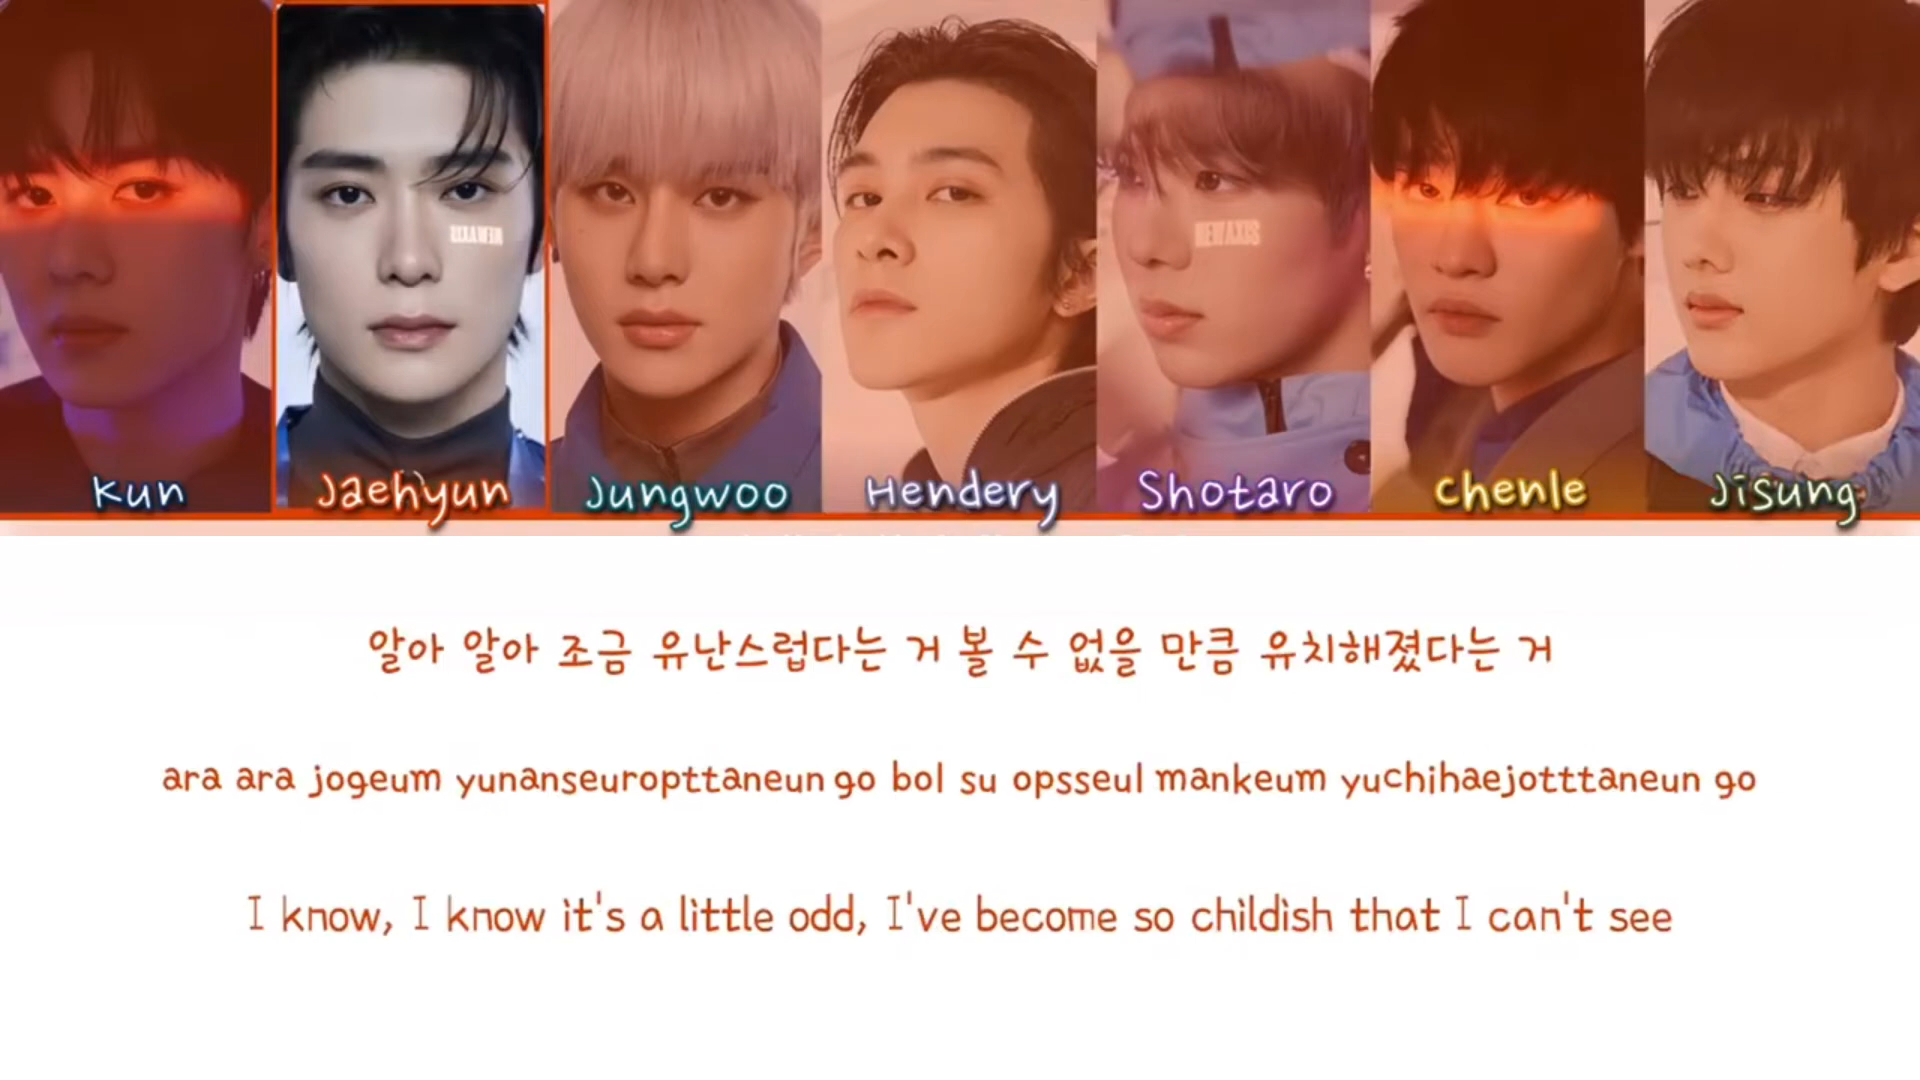 NEWAXIS
NEWAXIS
Kun
Jaehyun
Jungwoo
Hendery
Shotaro
Chenle
Jisung
알아 알아 조금 유난스럽다는 거 볼 수 없을 만큼 유치해졌다는 거
ara ara jogeum yunanseuropttaneun go bol su opsseul mankeum yuchihaejotttaneun go
I know, I know it's a little odd, I've become so childish that I can't see